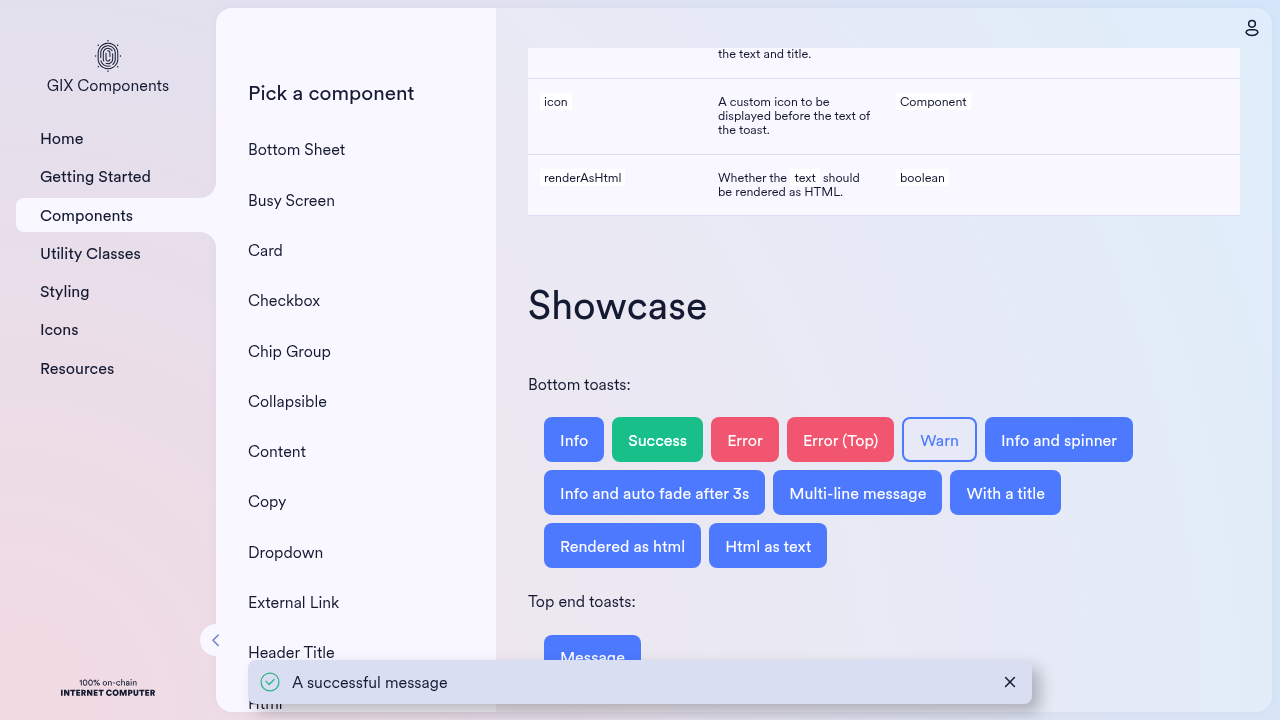 GIX Components
Home
Getting Started
Components
Utility Classes
Styling
Icons
Resources
100% on-chain
INTERNET COMPUTER
Pick a component
Bottom Sheet
Busy Screen
Card
Checkbox
Chip Group
Collapsible
Content
Copy
Dropdown
External Link
Header Title
Html
the text and title.
icon
A custom icon to be
displayed before the text of
the toast.
Component
renderAsHtml
Whether the text should
be rendered as HTML.
boolean
Showcase
Bottom toasts:
Info Success Error Error (Top) Warn Info and spinner
Info and auto fade after 3s Multi-line message With a title
Rendered as html Html as text
Top end toasts:
Message
A successful message